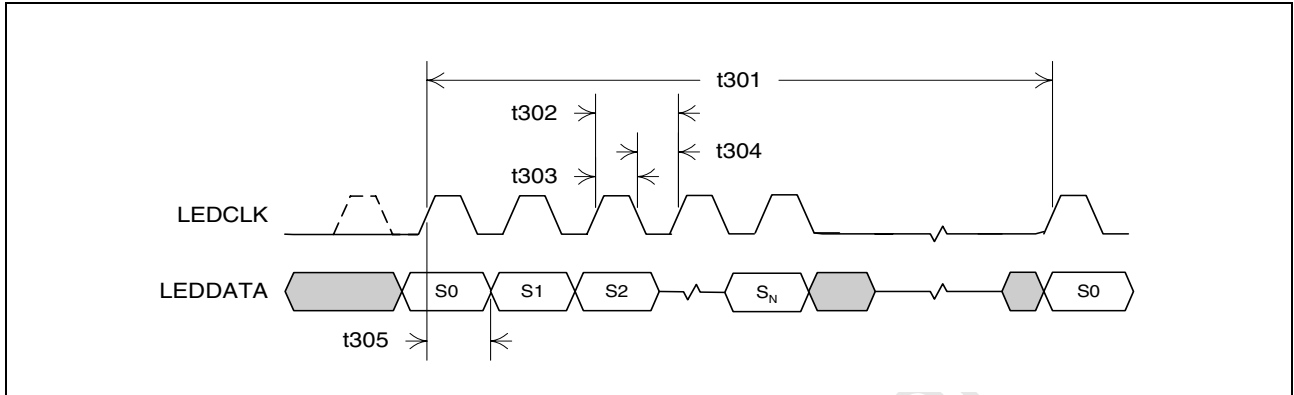 t301
t302
t304
t303
LEDCLK
LEDDATA S0 S1 S2 SN S0
t305